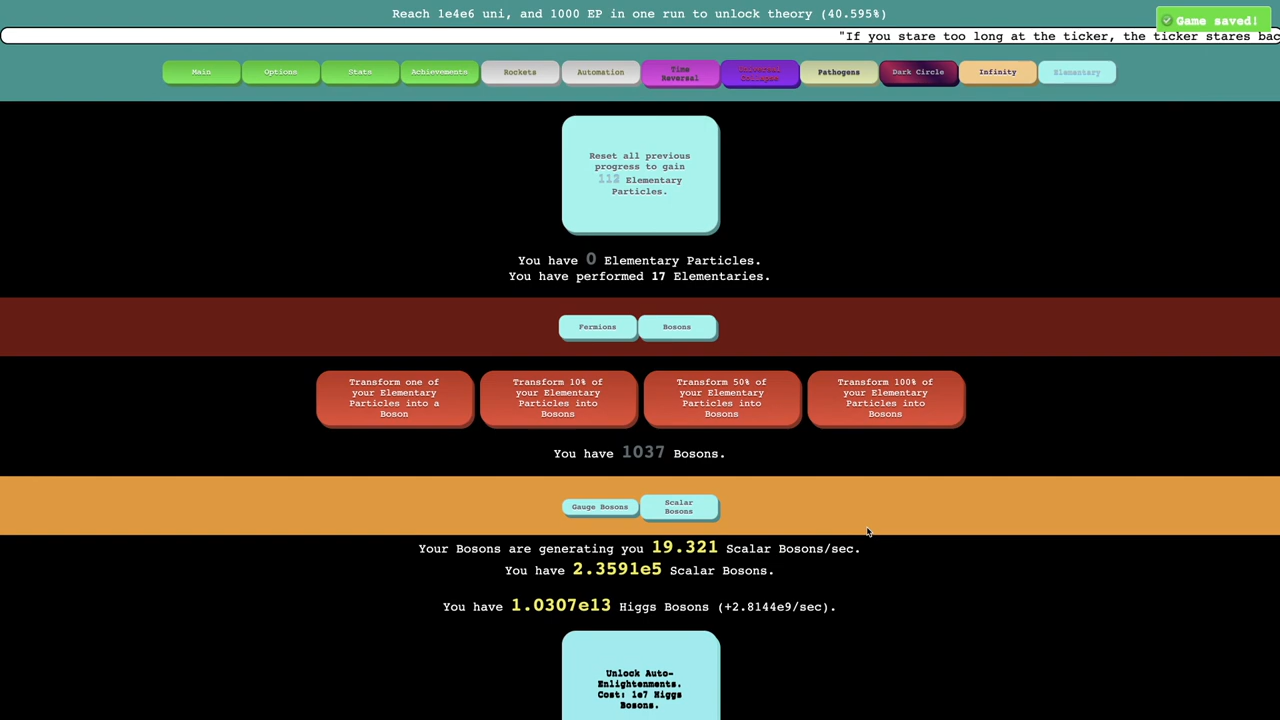 Reach 1e4e6 uni, and 1000 EP in one run to unlock theory (40.595%)
Game saved!
"If you stare too long at the ticker, the ticker stares bac
Main
Options
Stats
Achievements
Rockets
Automation
Time
Reversal
Universal
Collapse
Pathogens
Dark Circle
Infinity
Elementary
Reset all previous
progress to gain
112 Elementary
Particles.
You have 0 Elementary Particles.
You have performed 17 Elementaries.
Fermions
Bosons
Transform one of
your Elementary
Particles into a
Boson
Transform 10% of
your Elementary
Particles into
Bosons
Transform 50% of
your Elementary
Particles into
Bosons
Transform 100% of
your Elementary
Particles into
Bosons
You have 1037 Bosons.
Gauge Bosons
Scalar
Bosons
Your Bosons are generating you 19.321 Scalar Bosons/sec.
You have 2.3591e5 Scalar Bosons.
You have 1.0307e13 Higgs Bosons (+2.8144e9/sec).
Unlock Auto-
Enlightenments.
Cost: 1e7 Higgs
Bosons.